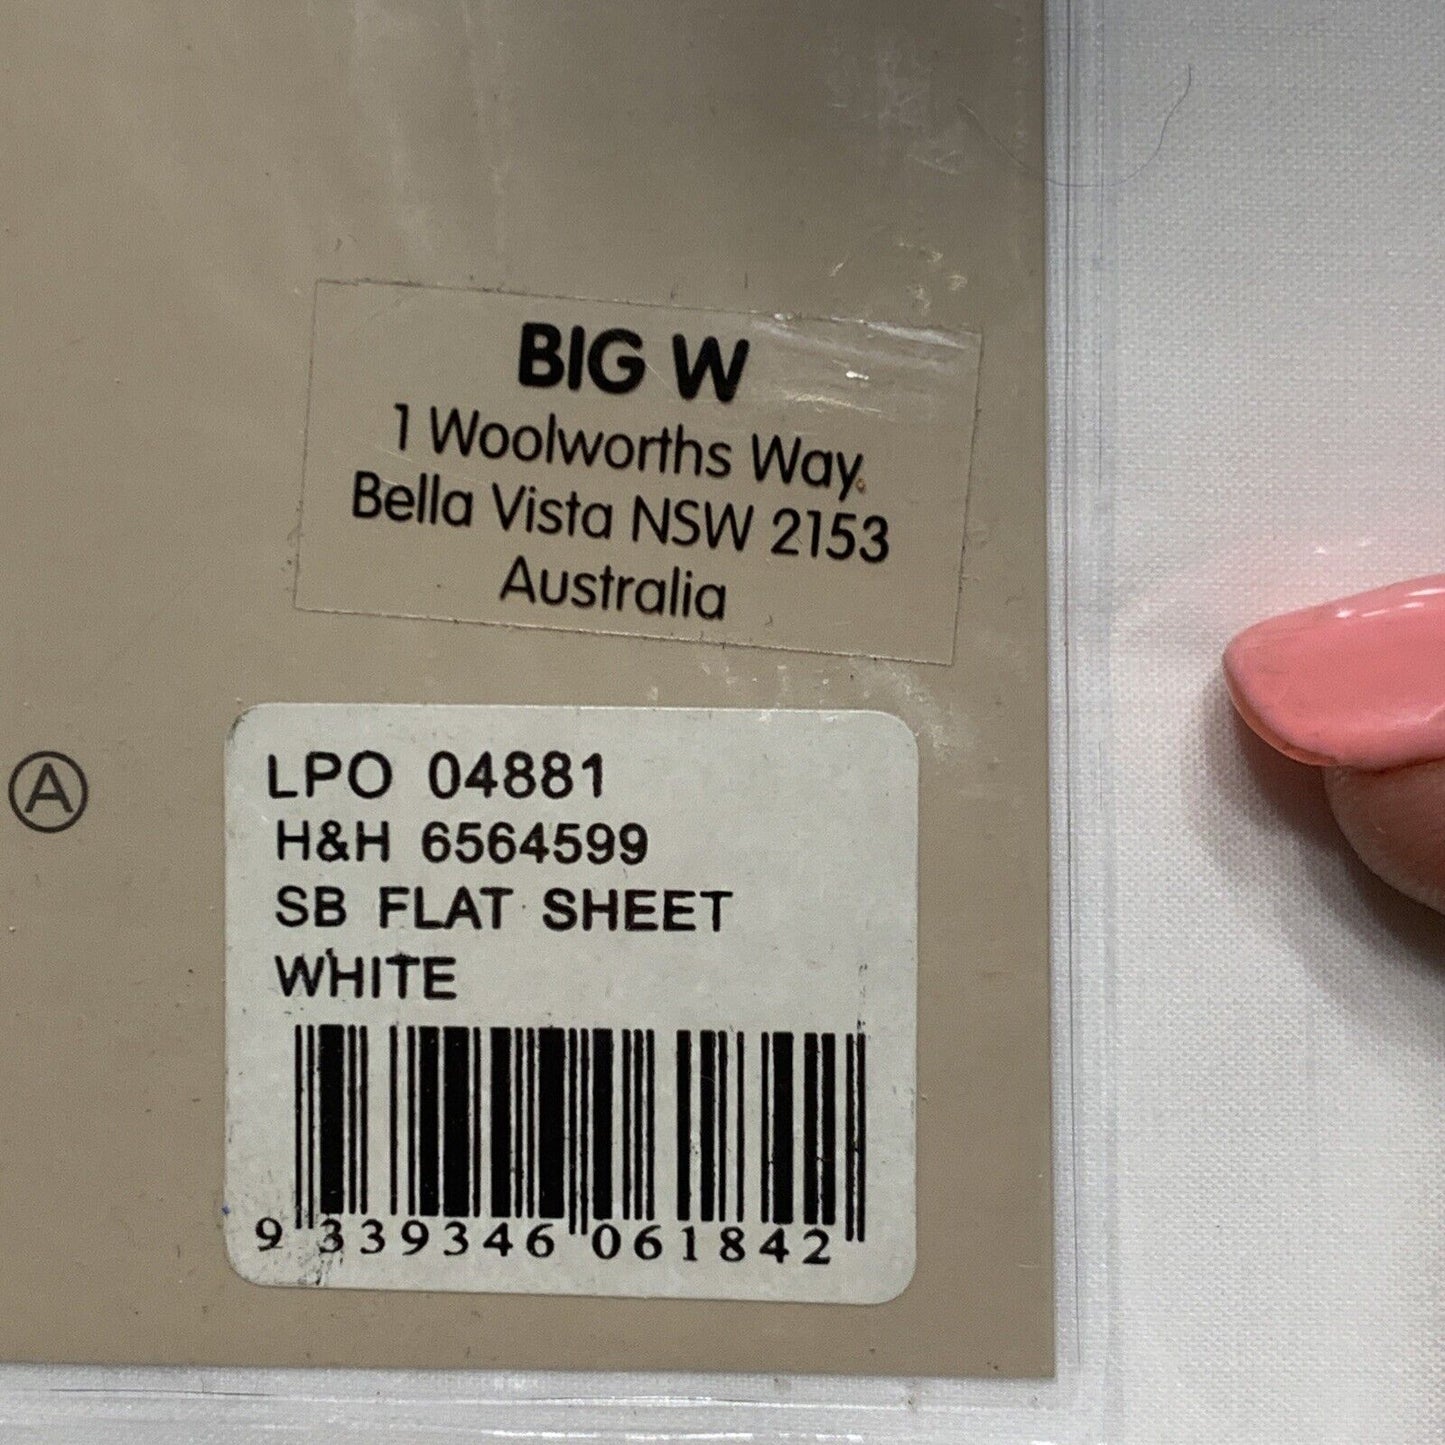 BIG W
1 Woolworths Way
Bella Vista NSW 2153
Australia
A
LPO 04881
H&H 6564599
SB FLAT SHEET
WHITE
9 339346 061842